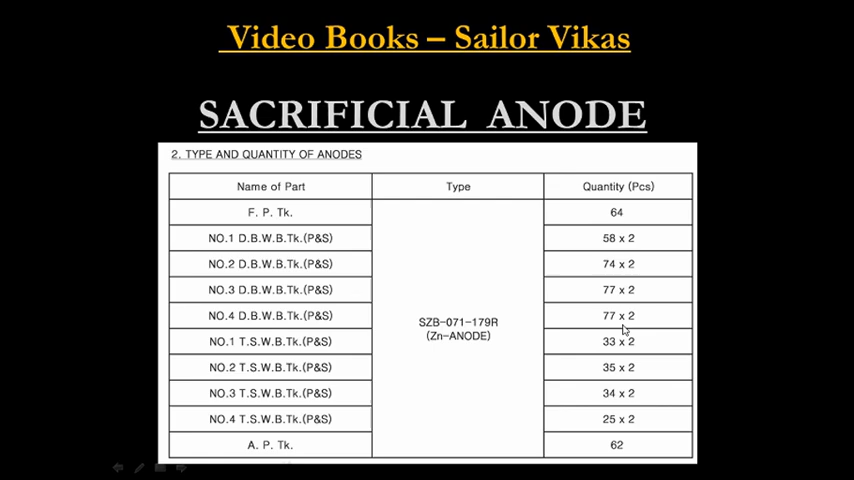 Video Books – Sailor Vikas
SACRIFICIAL ANODE
2. TYPE AND QUANTITY OF ANODES
Name of Part Type Quantity (Pcs)
F. P. Tk. 64
NO.1 D.B.W.B.Tk.(P&S) 58 x 2
NO.2 D.B.W.B.Tk.(P&S) 74 x 2
NO.3 D.B.W.B.Tk.(P&S) 77 x 2
NO.4 D.B.W.B.Tk.(P&S) 77 x 2
SZB-071-179R
(Zn-ANODE)
NO.1 T.S.W.B.Tk.(P&S) 33 x 2
NO.2 T.S.W.B.Tk.(P&S) 35 x 2
NO.3 T.S.W.B.Tk.(P&S) 34 x 2
NO.4 T.S.W.B.Tk.(P&S) 25 x 2
A. P. Tk. 62